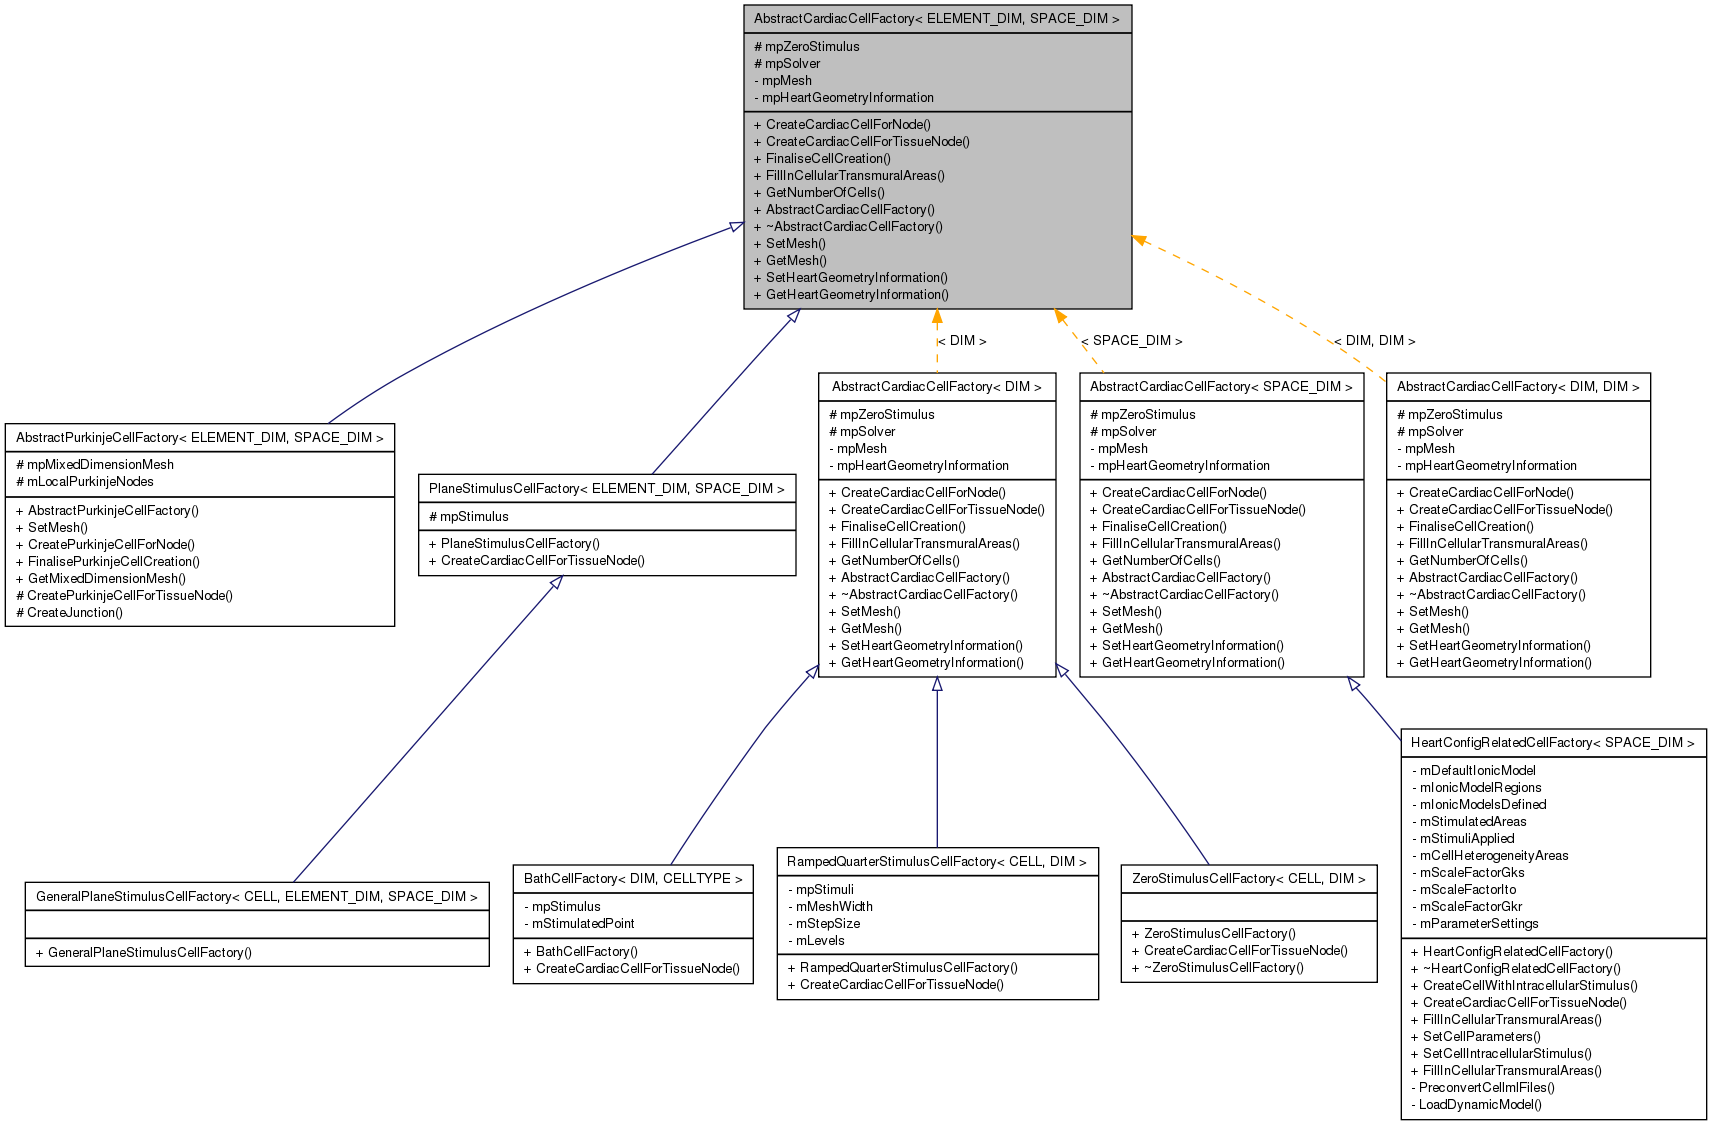 AbstractCardiacCellFactory< ELEMENT_DIM, SPACE_DIM >
# mpZeroStimulus
# mpSolver
- mpMesh
- mpHeartGeometryInformation
+ CreateCardiacCellForNode()
+ CreateCardiacCellForTissueNode()
+ FinaliseCellCreation()
+ FillInCellularTransmuralAreas()
+ GetNumberOfCells()
+ AbstractCardiacCellFactory()
+ ~AbstractCardiacCellFactory()
+ SetMesh()
+ GetMesh()
+ SetHeartGeometryInformation()
+ GetHeartGeometryInformation()
< DIM >
< SPACE_DIM >
< DIM, DIM >
AbstractPurkinjeCellFactory< ELEMENT_DIM, SPACE_DIM >
# mpMixedDimensionMesh
# mLocalPurkinjeNodes
+ AbstractPurkinjeCellFactory()
+ SetMesh()
+ CreatePurkinjeCellForNode()
+ FinalisePurkinjeCellCreation()
+ GetMixedDimensionMesh()
# CreatePurkinjeCellForTissueNode()
# CreateJunction()
PlaneStimulusCellFactory< ELEMENT_DIM, SPACE_DIM >
# mpStimulus
+ PlaneStimulusCellFactory()
+ CreateCardiacCellForTissueNode()
AbstractCardiacCellFactory< DIM >
# mpZeroStimulus
# mpSolver
- mpMesh
- mpHeartGeometryInformation
+ CreateCardiacCellForNode()
+ CreateCardiacCellForTissueNode()
+ FinaliseCellCreation()
+ FillInCellularTransmuralAreas()
+ GetNumberOfCells()
+ AbstractCardiacCellFactory()
+ ~AbstractCardiacCellFactory()
+ SetMesh()
+ GetMesh()
+ SetHeartGeometryInformation()
+ GetHeartGeometryInformation()
AbstractCardiacCellFactory< SPACE_DIM >
# mpZeroStimulus
# mpSolver
- mpMesh
- mpHeartGeometryInformation
+ CreateCardiacCellForNode()
+ CreateCardiacCellForTissueNode()
+ FinaliseCellCreation()
+ FillInCellularTransmuralAreas()
+ GetNumberOfCells()
+ AbstractCardiacCellFactory()
+ ~AbstractCardiacCellFactory()
+ SetMesh()
+ GetMesh()
+ SetHeartGeometryInformation()
+ GetHeartGeometryInformation()
AbstractCardiacCellFactory< DIM, DIM >
# mpZeroStimulus
# mpSolver
- mpMesh
- mpHeartGeometryInformation
+ CreateCardiacCellForNode()
+ CreateCardiacCellForTissueNode()
+ FinaliseCellCreation()
+ FillInCellularTransmuralAreas()
+ GetNumberOfCells()
+ AbstractCardiacCellFactory()
+ ~AbstractCardiacCellFactory()
+ SetMesh()
+ GetMesh()
+ SetHeartGeometryInformation()
+ GetHeartGeometryInformation()
GeneralPlaneStimulusCellFactory< CELL, ELEMENT_DIM, SPACE_DIM >
+ GeneralPlaneStimulusCellFactory()
BathCellFactory< DIM, CELLTYPE >
- mpStimulus
- mStimulatedPoint
+ BathCellFactory()
+ CreateCardiacCellForTissueNode()
RampedQuarterStimulusCellFactory< CELL, DIM >
- mpStimuli
- mMeshWidth
- mStepSize
- mLevels
+ RampedQuarterStimulusCellFactory()
+ CreateCardiacCellForTissueNode()
ZeroStimulusCellFactory< CELL, DIM >
+ ZeroStimulusCellFactory()
+ CreateCardiacCellForTissueNode()
+ ~ZeroStimulusCellFactory()
HeartConfigRelatedCellFactory< SPACE_DIM >
- mDefaultIonicModel
- mIonicModelRegions
- mIonicModelsDefined
- mStimulatedAreas
- mStimuliApplied
- mCellHeterogeneityAreas
- mScaleFactorGks
- mScaleFactorIto
- mScaleFactorGkr
- mParameterSettings
+ HeartConfigRelatedCellFactory()
+ ~HeartConfigRelatedCellFactory()
+ CreateCellWithIntracellularStimulus()
+ CreateCardiacCellForTissueNode()
+ FillInCellularTransmuralAreas()
+ SetCellParameters()
+ SetCellIntracellularStimulus()
+ FillInCellularTransmuralAreas()
- PreconvertCellmlFiles()
- LoadDynamicModel()